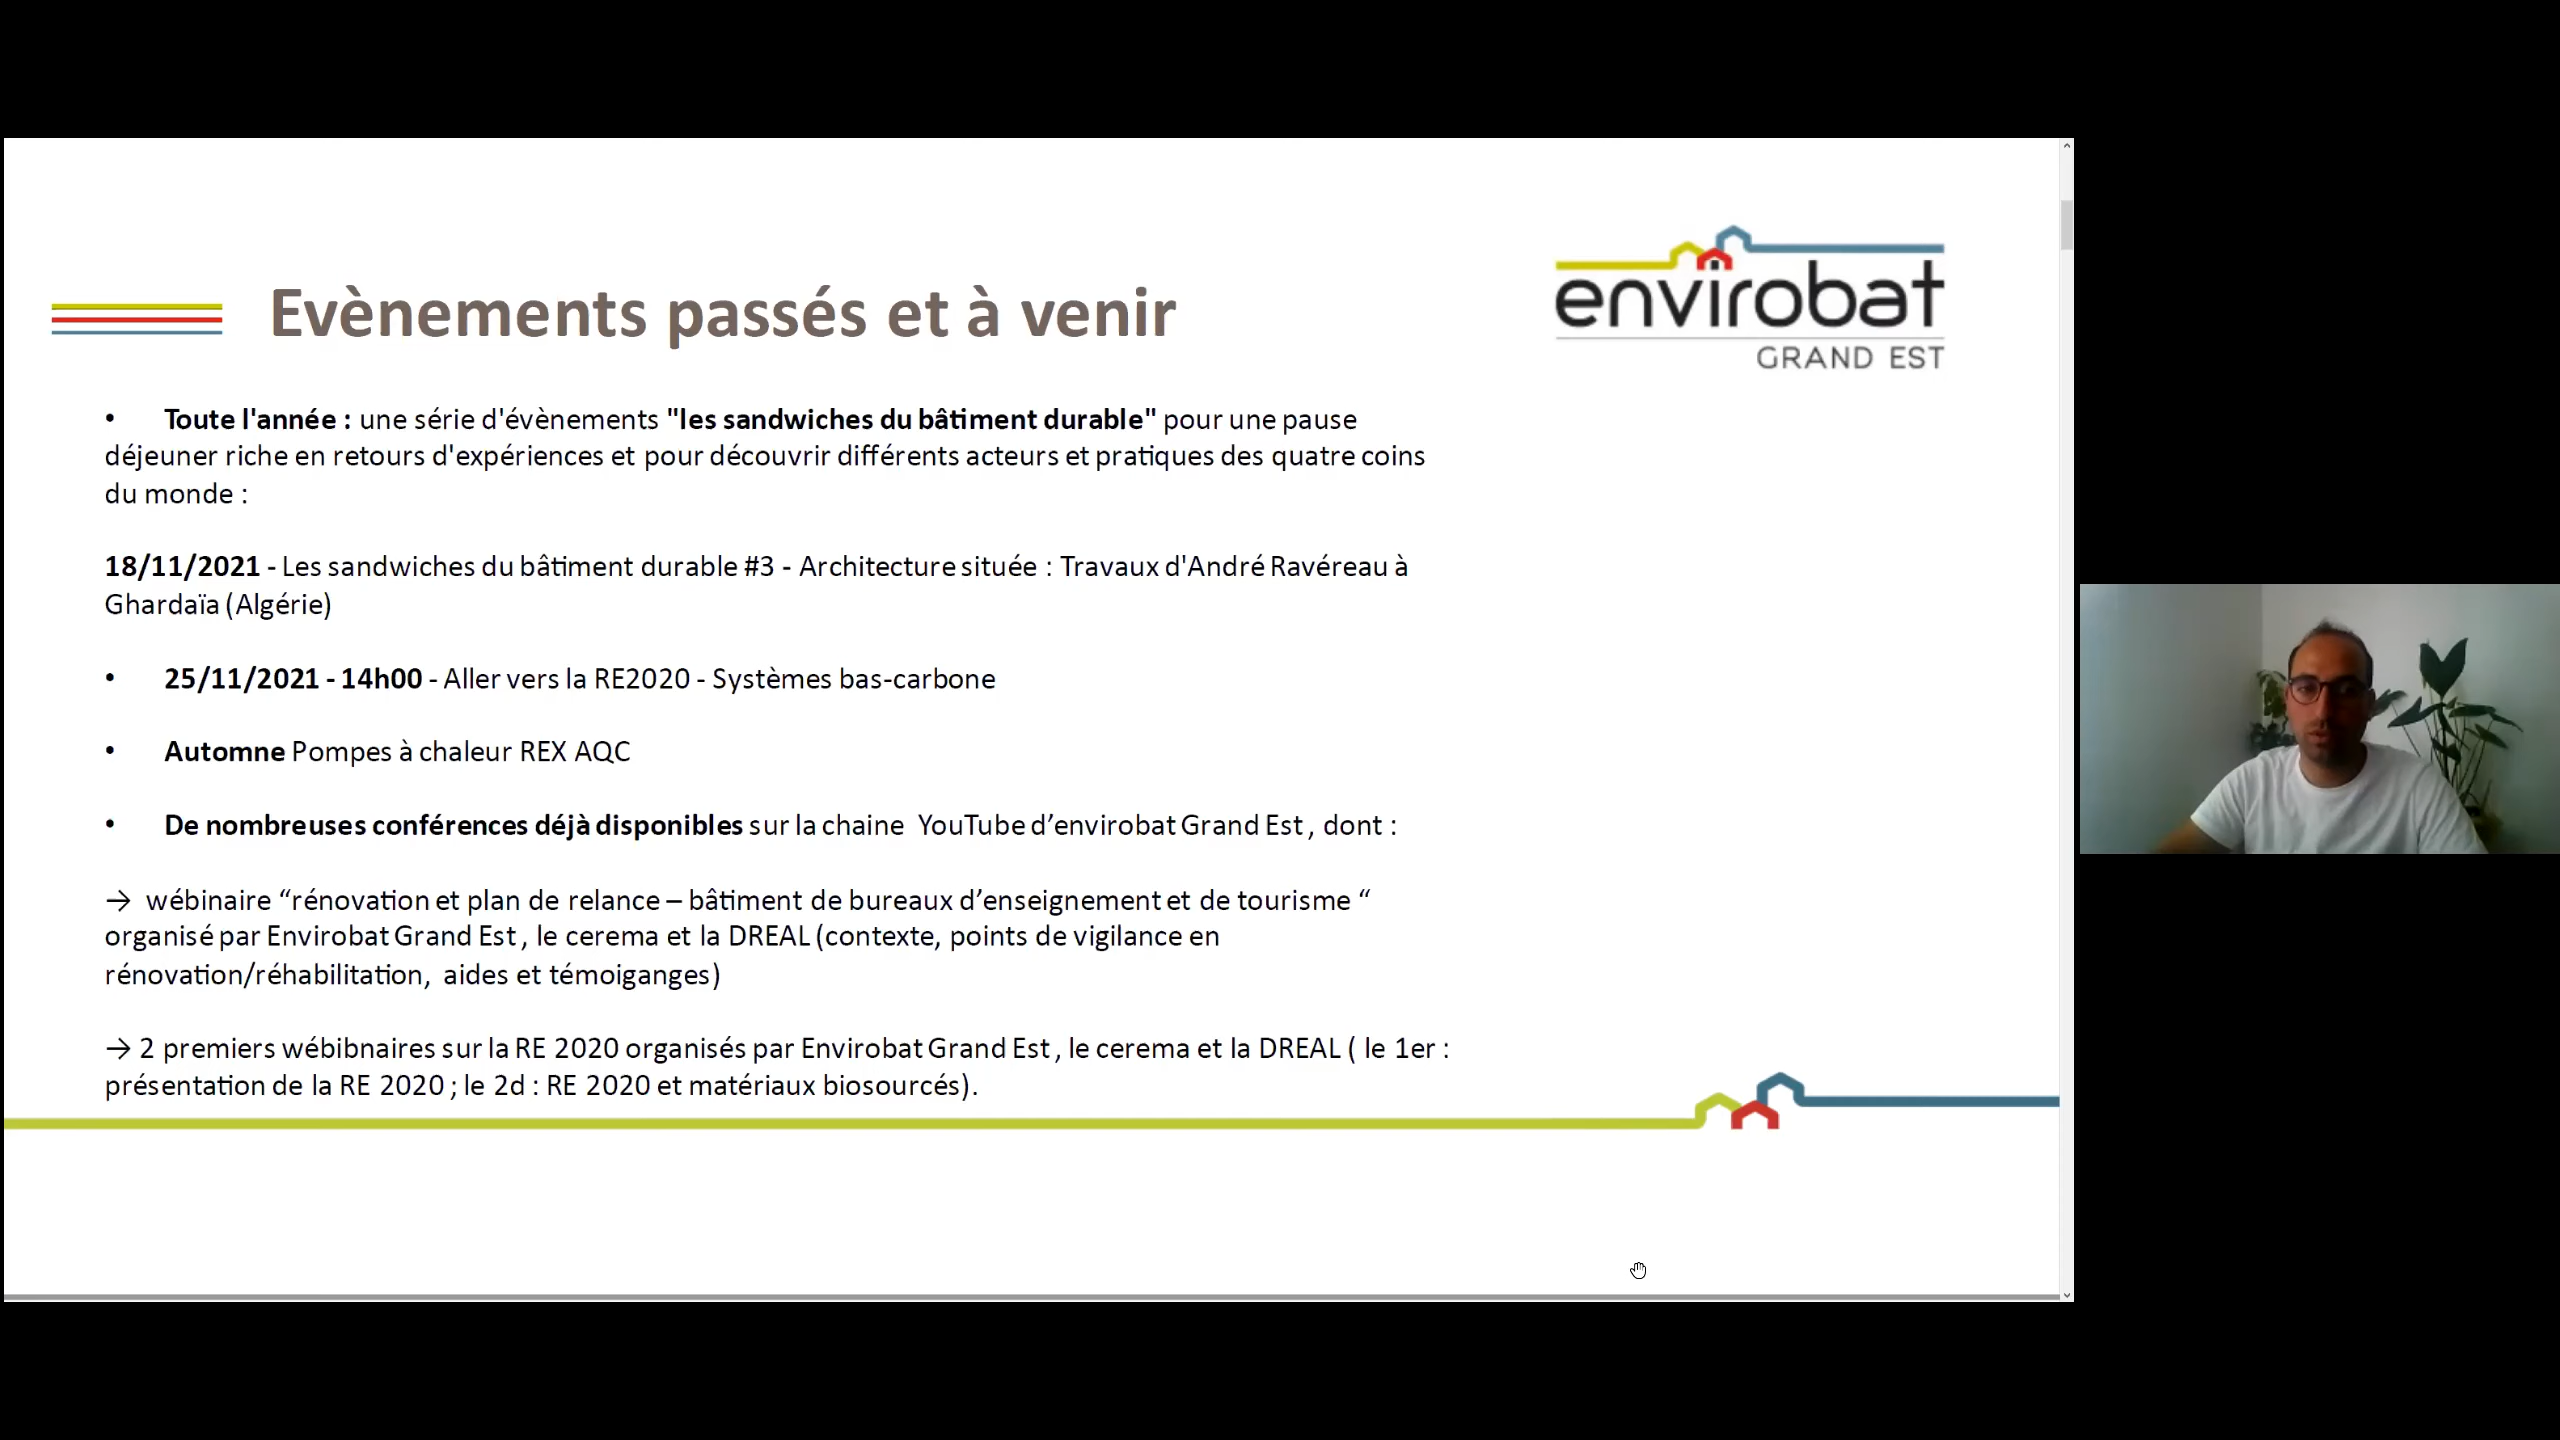 envirobat
GRAND EST
Evènements passés et à venir
• Toute l'année : une série d'évènements "les sandwiches du bâtiment durable" pour une pause
déjeuner riche en retours d'expériences et pour découvrir différents acteurs et pratiques des quatre coins
du monde :
18/11/2021 - Les sandwiches du bâtiment durable #3 - Architecture située : Travaux d'André Ravéreau à
Ghardaïa (Algérie)
• 25/11/2021 - 14h00 - Aller vers la RE2020 - Systèmes bas-carbone
• Automne Pompes à chaleur REX AQC
• De nombreuses conférences déjà disponibles sur la chaine YouTube d’envirobat Grand Est , dont :
→ wébinaire “rénovation et plan de relance – bâtiment de bureaux d’enseignement et de tourisme “
organisé par Envirobat Grand Est , le cerema et la DREAL (contexte, points de vigilance en
rénovation/réhabilitation, aides et témoiganges)
→ 2 premiers wébibnaires sur la RE 2020 organisés par Envirobat Grand Est , le cerema et la DREAL ( le 1er :
présentation de la RE 2020 ; le 2d : RE 2020 et matériaux biosourcés).